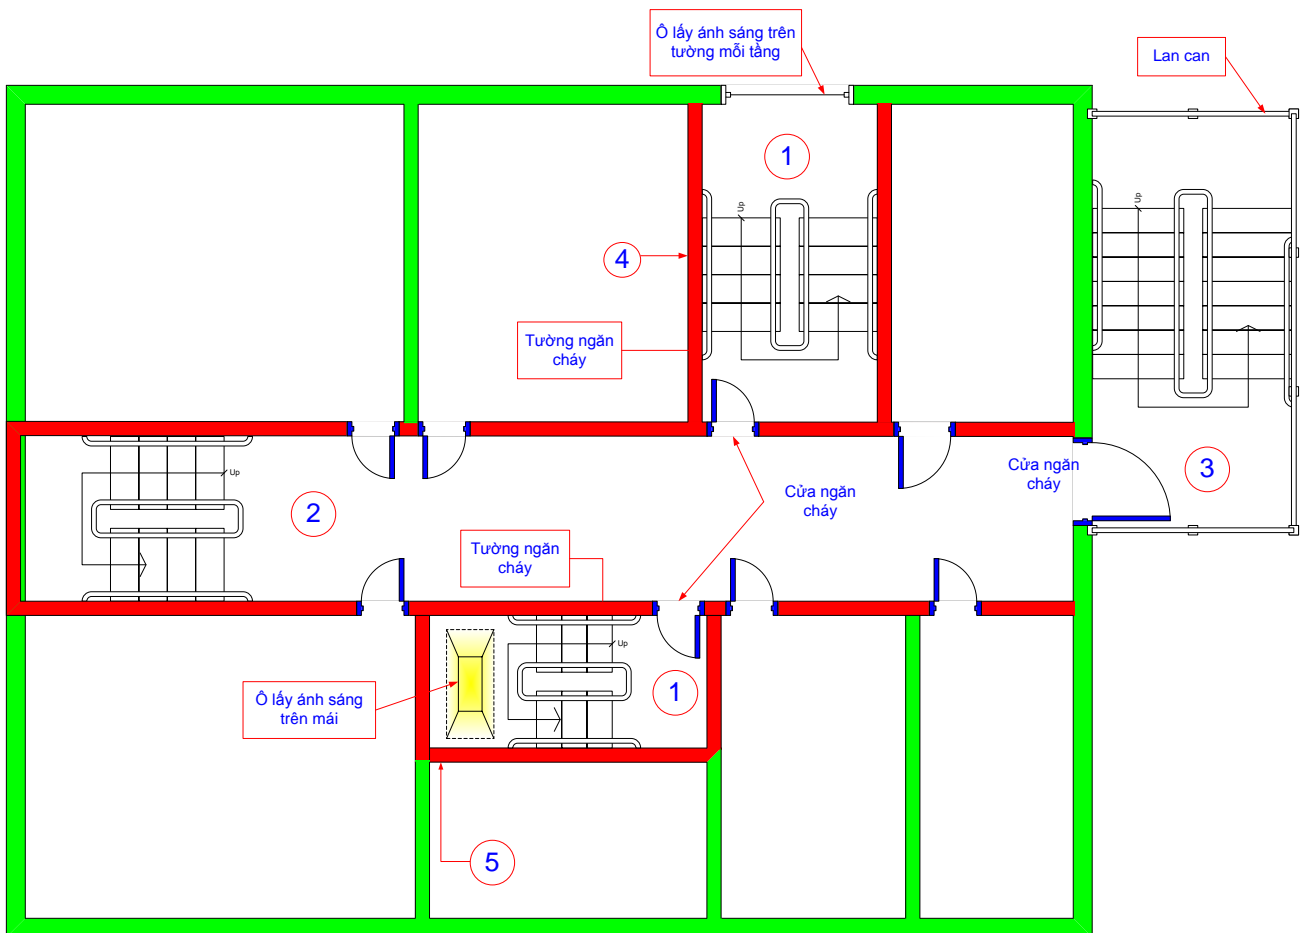 Ô lấy ánh sáng trên
tường mỗi tầng
Lan can
1
Up
Up
4
Tường ngăn
cháy
Cửa ngăn
cháy
3
Up
2
Cửa ngăn
cháy
Tường ngăn
cháy
Up
Ô lấy ánh sáng
trên mái
1
5